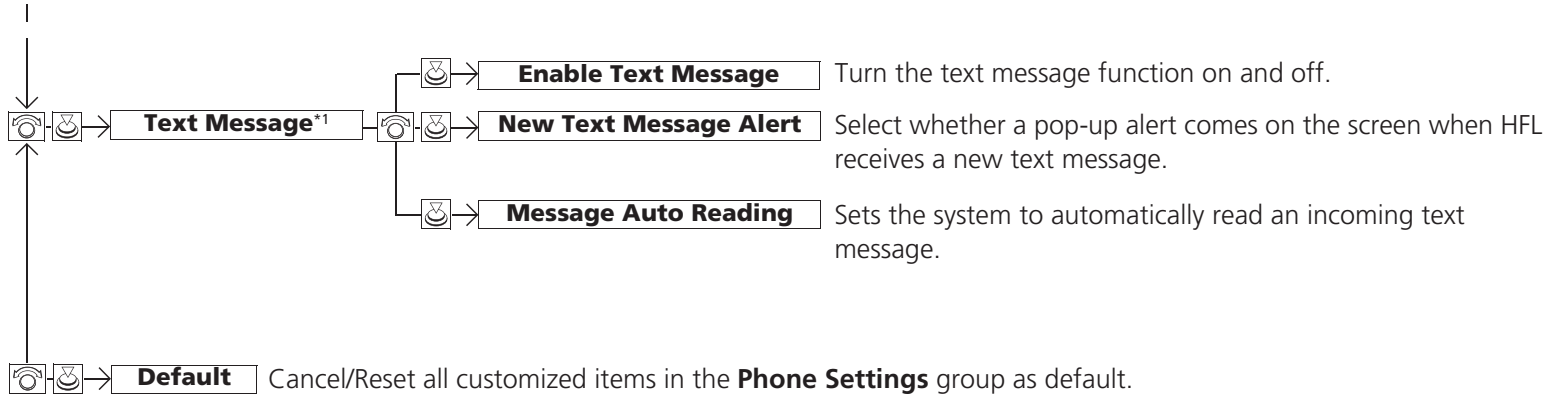 Enable Text Message
Turn the text message function on and off.
Text Message*1
New Text Message Alert
Select whether a pop-up alert comes on the screen when HFL
receives a new text message.
Message Auto Reading
Sets the system to automatically read an incoming text
message.
Default
Cancel/Reset all customized items in the Phone Settings group as default.